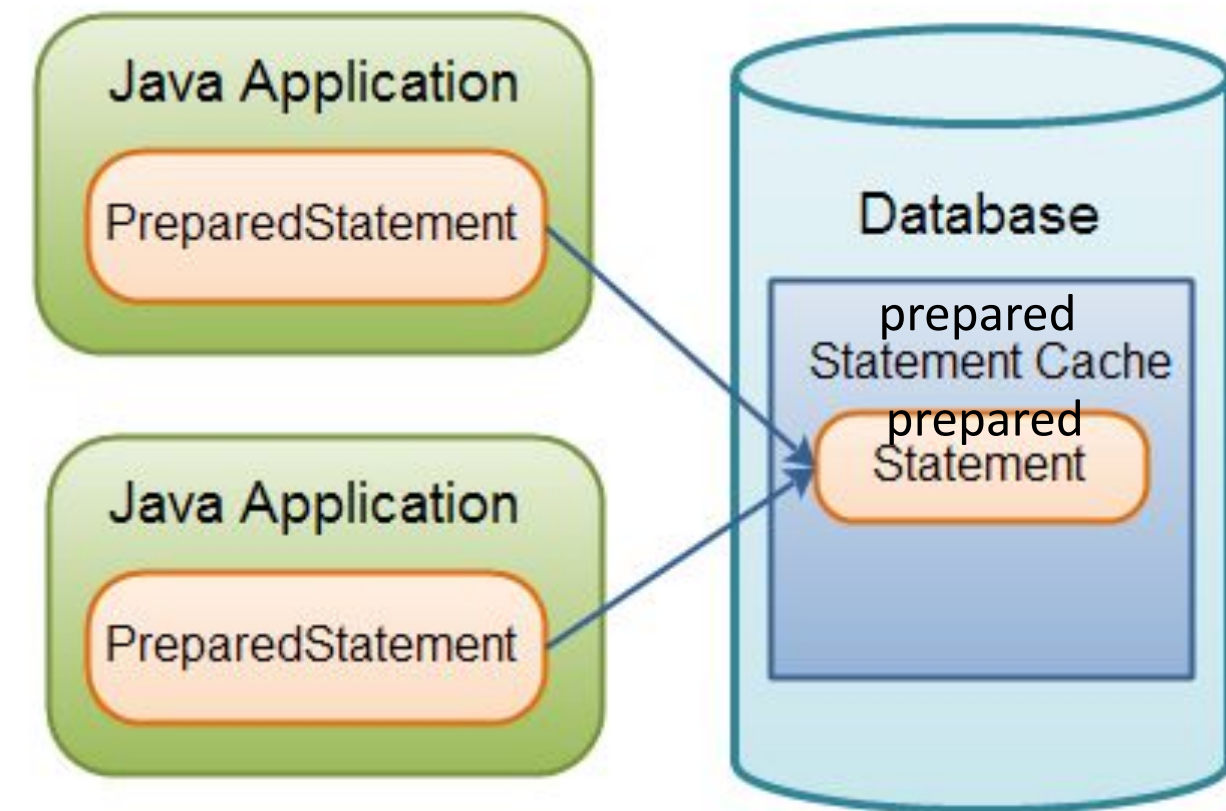 Java Application
PreparedStatement
Java Application
PreparedStatement
Database
prepared
Statement Cache
prepared
Statement